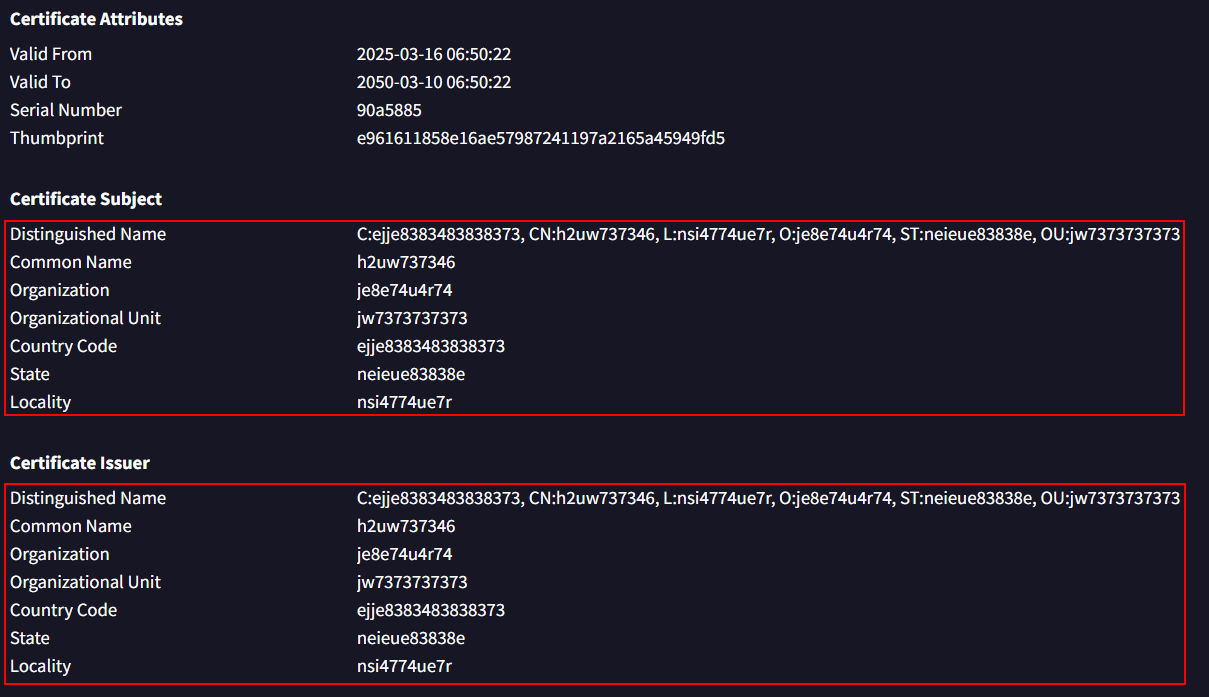 Certificate Attributes
Valid From 2025-03-16 06:50:22
Valid To 2050-03-10 06:50:22
Serial Number 90a5885
Thumbprint e961611858e16ae57987241197a2165a45949fd5
Certificate Subject
Distinguished Name C:ejje8383483838373, CN:h2uw737346, L:nsi4774ue7r, O:je8e74u4r74, ST:neieue83838e, OU:jw7373737373
Common Name h2uw737346
Organization je8e74u4r74
Organizational Unit jw7373737373
Country Code ejje8383483838373
State neieue83838e
Locality nsi4774ue7r
Certificate Issuer
Distinguished Name C:ejje8383483838373, CN:h2uw737346, L:nsi4774ue7r, O:je8e74u4r74, ST:neieue83838e, OU:jw7373737373
Common Name h2uw737346
Organization je8e74u4r74
Organizational Unit jw7373737373
Country Code ejje8383483838373
State neieue83838e
Locality nsi4774ue7r